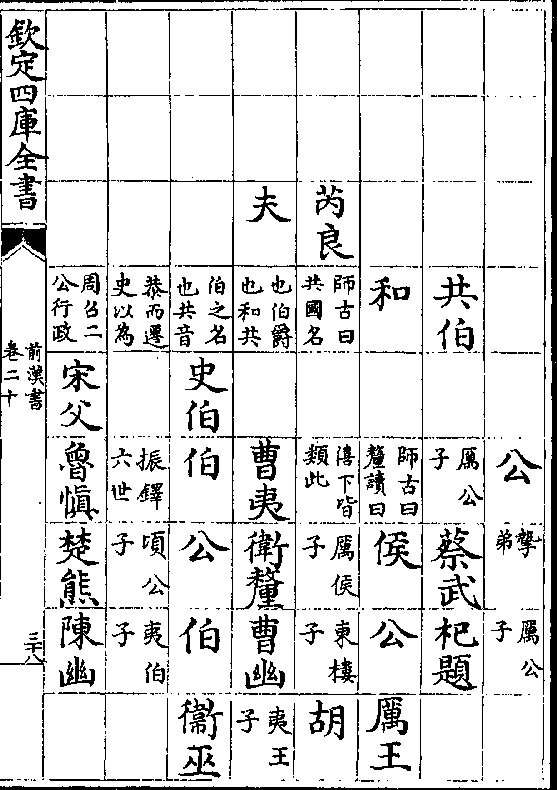 公 擎弟 厲公子
共伯 厲公子 蔡武 杞題
和 師古曰釐讀曰 侯 公 厲王
芮良 師古曰共國名 僖下皆類此 厲侯子 東樓子 胡
夫 也伯爵也和共 曹夷 衛釐 曹幽 夷王子
伯之名也共音 史伯 伯 公 伯 衛巫
恭而遷史以為 振鐸六世 頃公子 夷伯子
周召二公行政 宋父 魯慎 楚熊 陳幽
欽定四庫全書
前漢書
卷二十
三十八